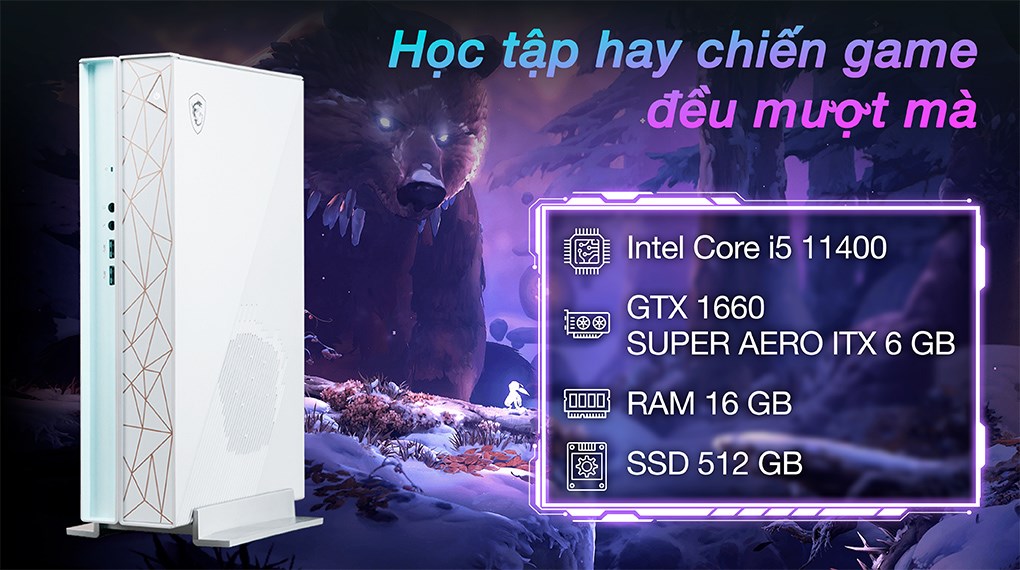 Học tập hay chiến game
đều mượt mà
Intel Core i5 11400
GTX 1660
SUPER AERO ITX 6 GB
RAM 16 GB
SSD 512 GB